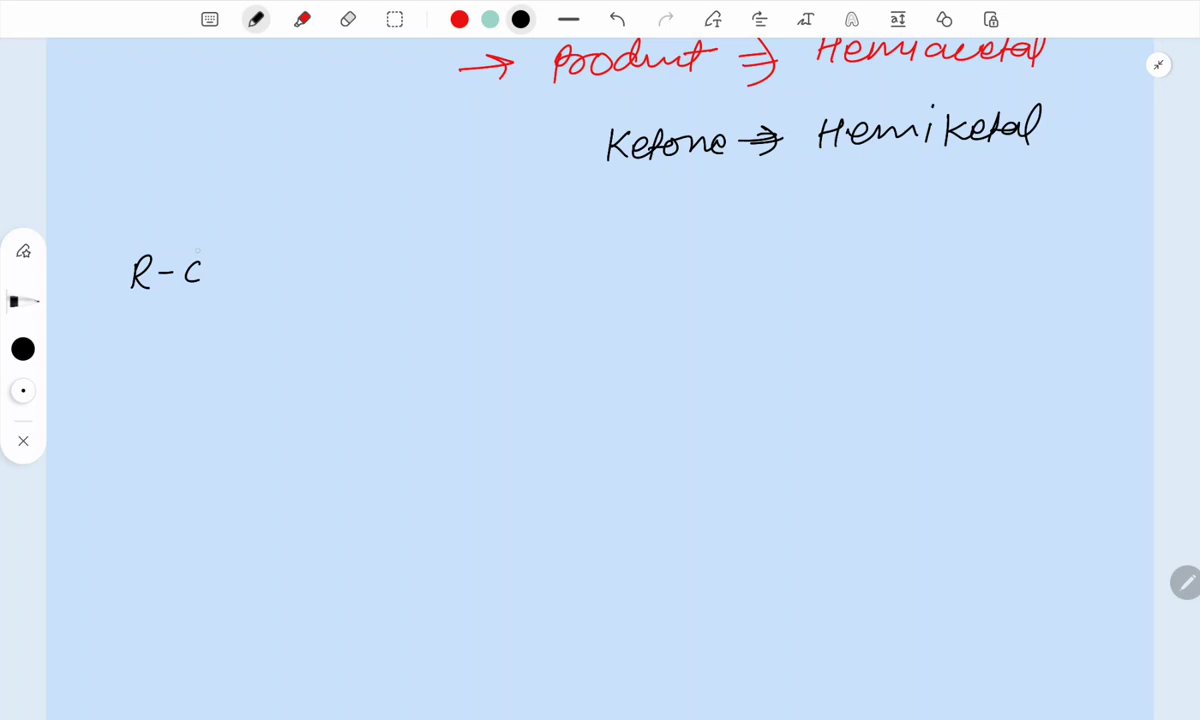 → Product ⇒ Hemiacetal
Ketone ⇒ Hemiketal
R-C